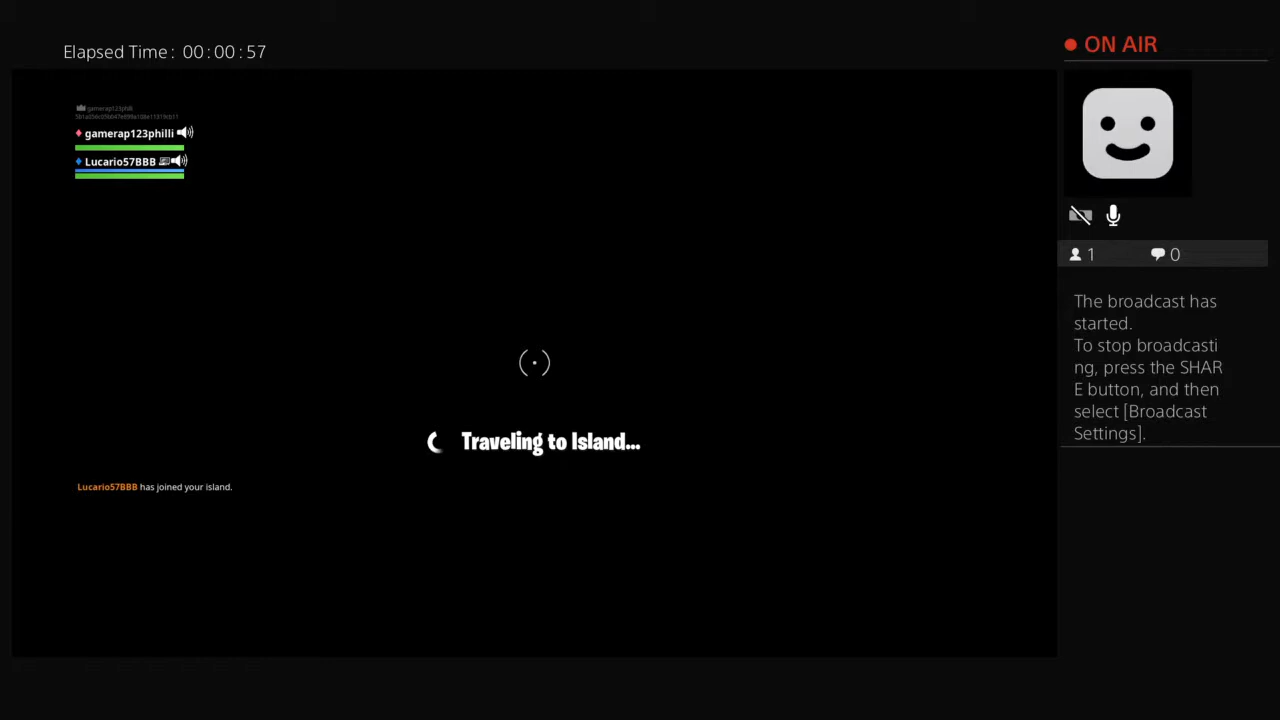 Elapsed Time: 00:00:57
ON AIR
gamerap123philli
gamerap123philli
Lucario57BBB
1
0
The broadcast has
started.
To stop broadcasti
ng, press the SHAR
E button, and then
select [Broadcast
Settings].
Traveling to Island...
Lucario57BBB has joined your island.